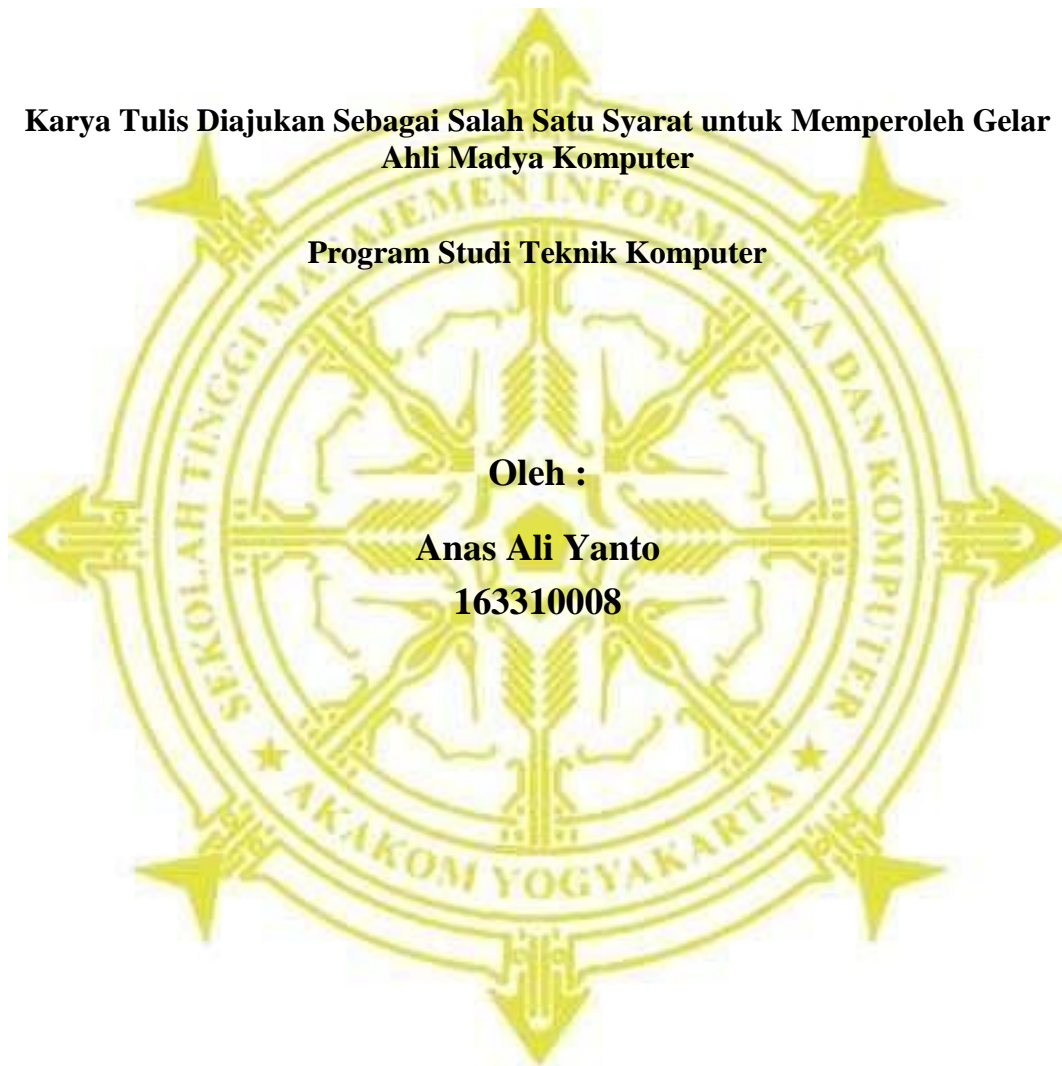 Karya Tulis Diajukan Sebagai Salah Satu Syarat untuk Memperoleh Gelar
Ahli Madya Komputer
Program Studi Teknik Komputer
Oleh :
Anas Ali Yanto
163310008
SEKOLAH TINGGI MANAJEMEN INFORMATIKA DAN KOMPUTER
★ AKAKOM YOGYAKARTA ★